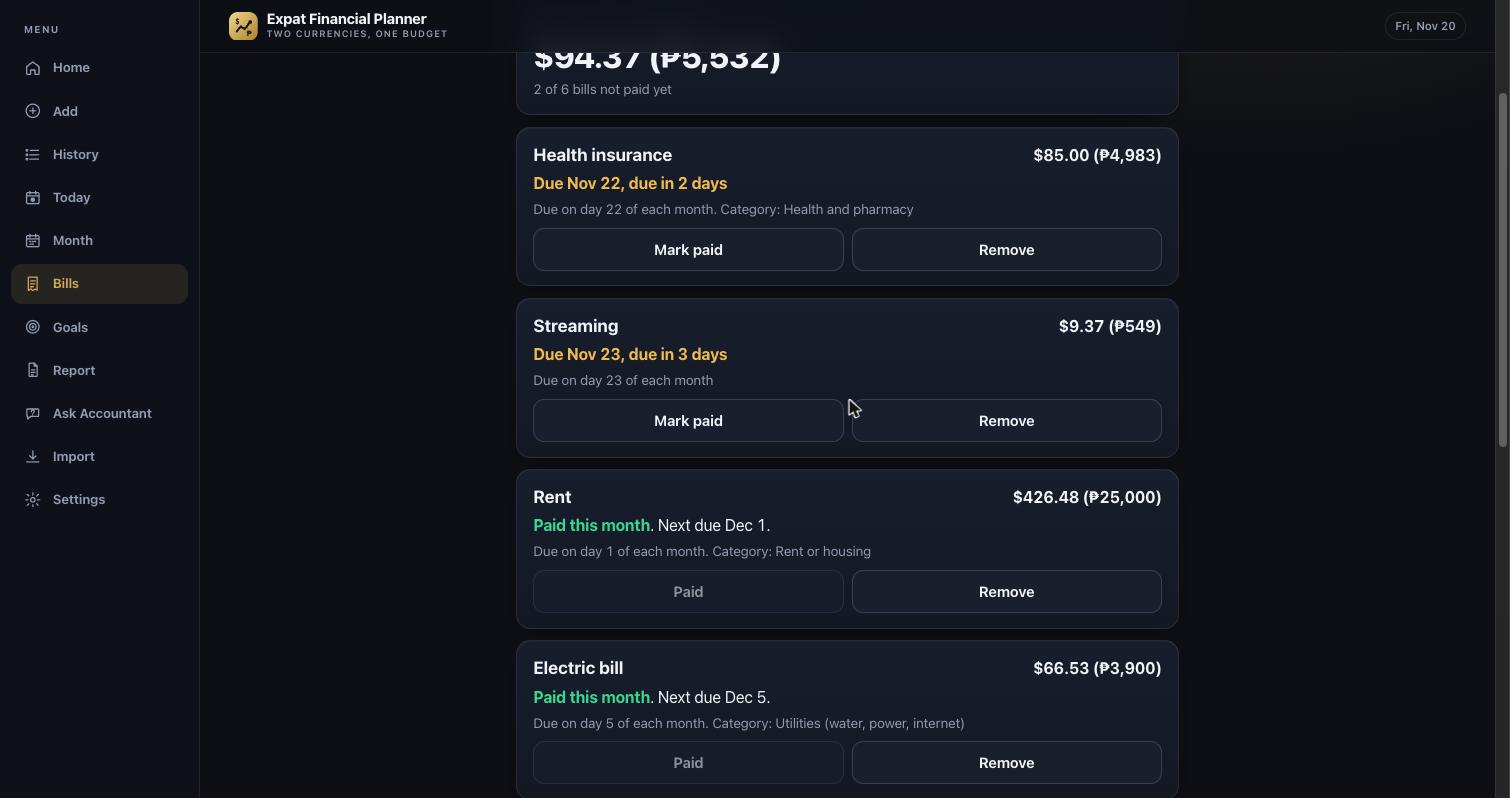 MENU
Home
Add
History
Today
Month
Bills
Goals
Report
Ask Accountant
Import
Settings
Expat Financial Planner
TWO CURRENCIES, ONE BUDGET
Fri, Nov 20
$94.37 (₱5,532)
2 of 6 bills not paid yet
Health insurance
$85.00 (₱4,983)
Due Nov 22, due in 2 days
Due on day 22 of each month. Category: Health and pharmacy
Mark paid
Remove
Streaming
$9.37 (₱549)
Due Nov 23, due in 3 days
Due on day 23 of each month
Mark paid
Remove
Rent
$426.48 (₱25,000)
Paid this month. Next due Dec 1.
Due on day 1 of each month. Category: Rent or housing
Paid
Remove
Electric bill
$66.53 (₱3,900)
Paid this month. Next due Dec 5.
Due on day 5 of each month. Category: Utilities (water, power, internet)
Paid
Remove